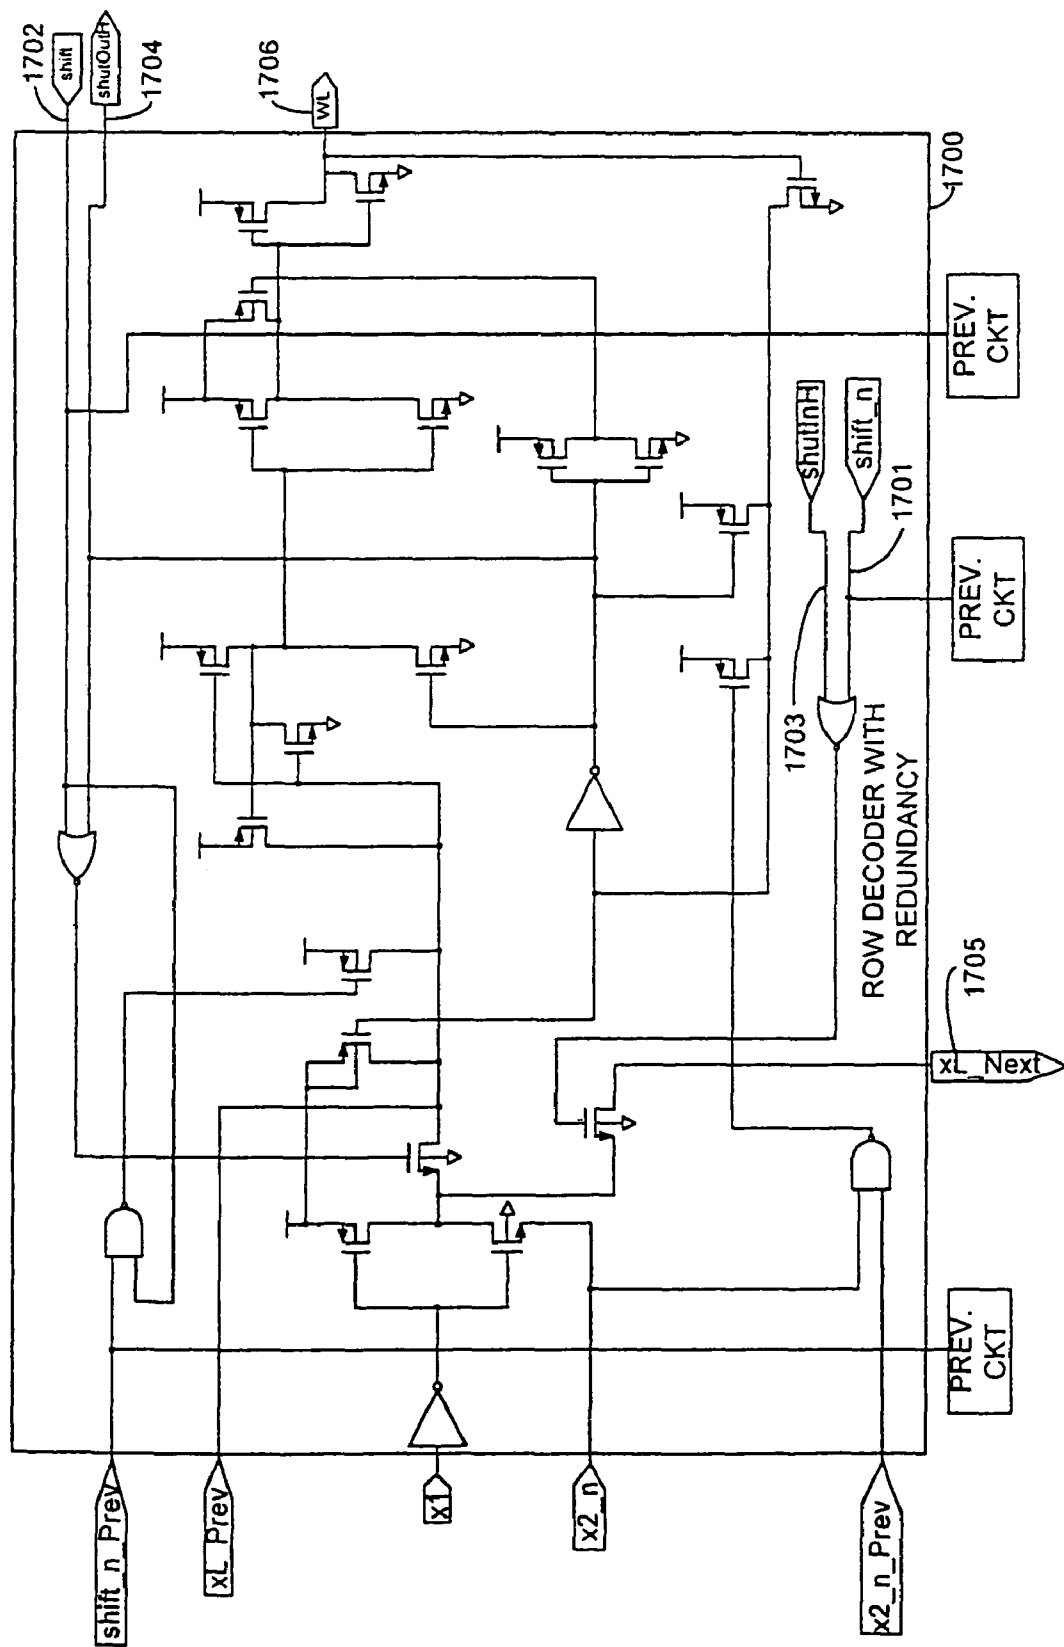 1702
shift
shutOutH
1704
1706
WL
1700
PREV.
CKT
shutInH
shift_n
1701
PREV.
CKT
1703
ROW DECODER WITH
REDUNDANCY
1705
xL_Next
PREV.
CKT
shift_n_Prev
xL_Prev
x1
x2_n
x2_n_Prev